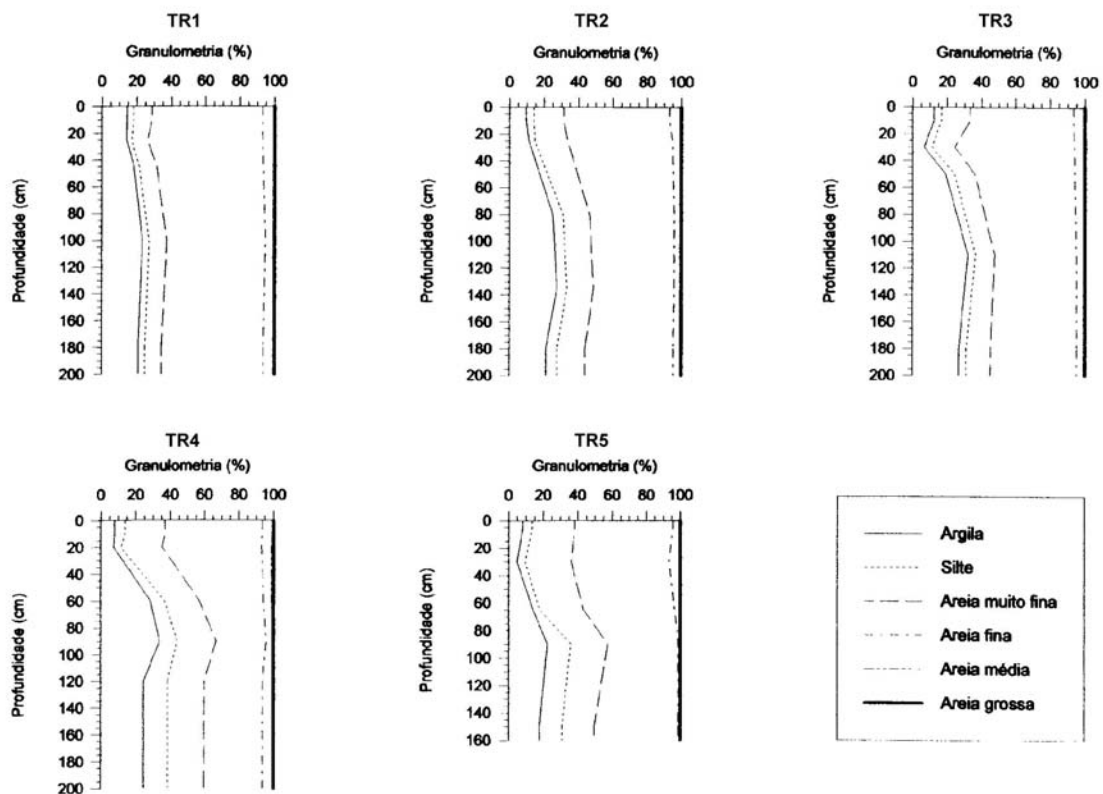 TR1
Granulometria (%)
0 20 40 60 80 100
Profundidade (cm)
0
20
40
60
80
100
120
140
160
180
200
TR2
Granulometria (%)
0 20 40 60 80 100
Profundidade (cm)
0
20
40
60
80
100
120
140
160
180
200
TR3
Granulometria (%)
0 20 40 60 80 100
Profundidade (cm)
0
20
40
60
80
100
120
140
160
180
200
TR4
Granulometria (%)
0 20 40 60 80 100
Profundidade (cm)
0
20
40
60
80
100
120
140
160
180
200
TR5
Granulometria (%)
0 20 40 60 80 100
Profundidade (cm)
0
20
40
60
80
100
120
140
160
Argila
Silte
Areia muito fina
Areia fina
Areia média
Areia grossa